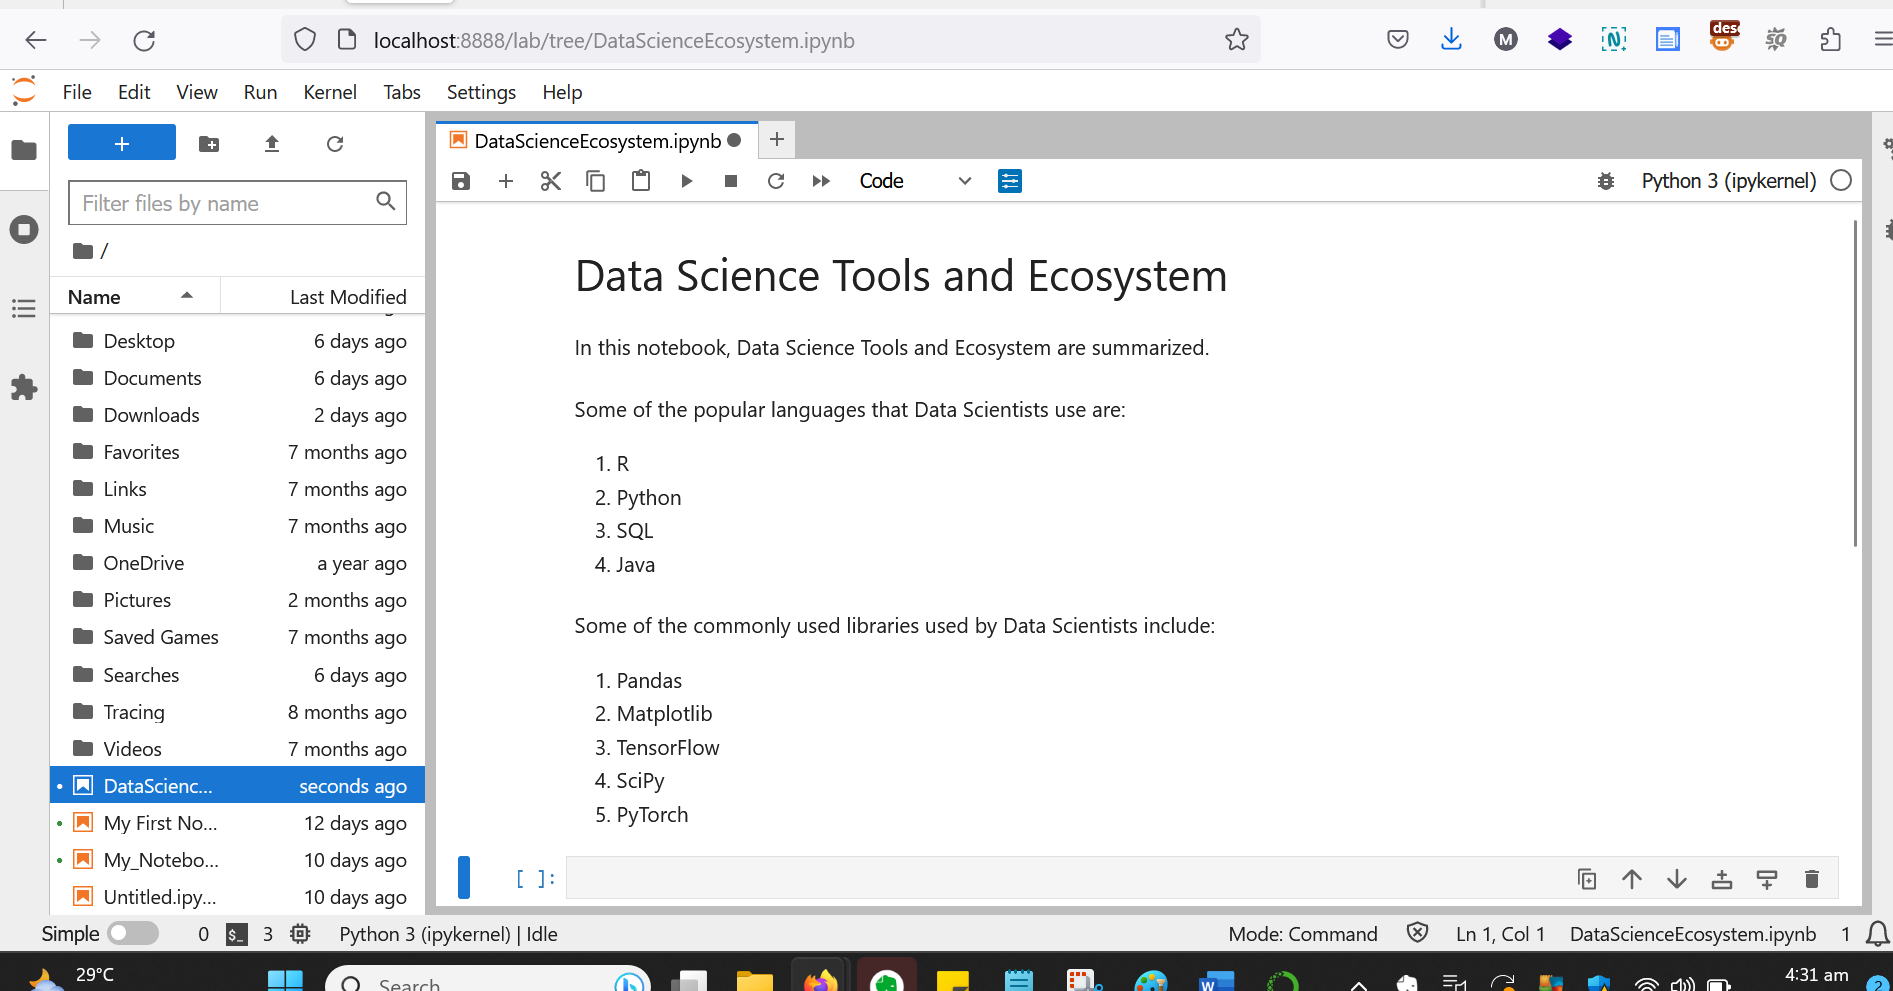 localhost:8888/lab/tree/DataScienceEcosystem.ipynb
M
des
File Edit View Run Kernel Tabs Settings Help
DataScienceEcosystem.ipynb
Code
Python 3 (ipykernel)
Filter files by name
/
Name Last Modified
Desktop 6 days ago
Documents 6 days ago
Downloads 2 days ago
Favorites 7 months ago
Links 7 months ago
Music 7 months ago
OneDrive a year ago
Pictures 2 months ago
Saved Games 7 months ago
Searches 6 days ago
Tracing 8 months ago
Videos 7 months ago
DataScienc... seconds ago
My First No... 12 days ago
My_Notebo... 10 days ago
Untitled.ipy... 10 days ago
Data Science Tools and Ecosystem
In this notebook, Data Science Tools and Ecosystem are summarized.
Some of the popular languages that Data Scientists use are:
1. R
2. Python
3. SQL
4. Java
Some of the commonly used libraries used by Data Scientists include:
1. Pandas
2. Matplotlib
3. TensorFlow
4. SciPy
5. PyTorch
[ ]:
Simple 0 $_ 3 Python 3 (ipykernel) | Idle Mode: Command Ln 1, Col 1 DataScienceEcosystem.ipynb 1
29°C Search W 4:31 am 2